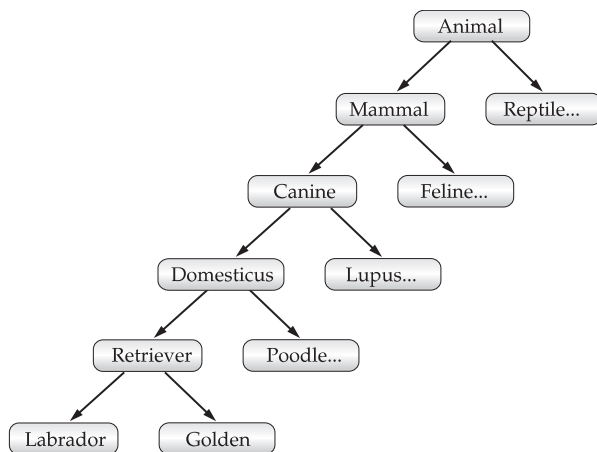 Animal
Mammal
Reptile...
Canine
Feline...
Domesticus
Lupus...
Retriever
Poodle...
Labrador
Golden